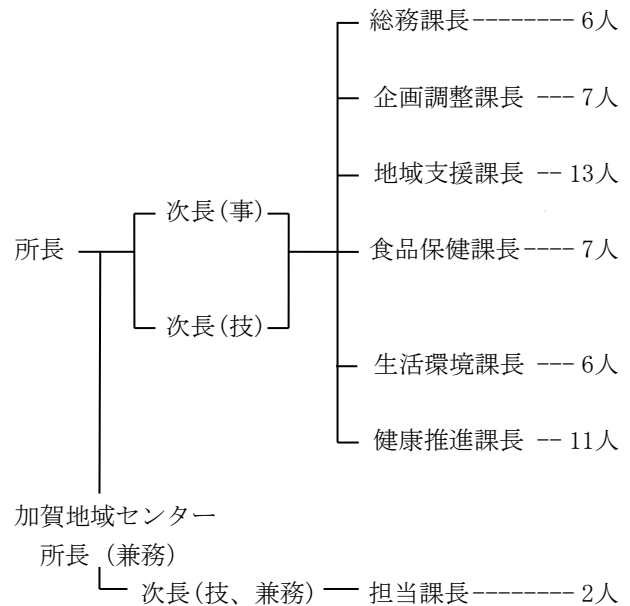 総務課長--------- 6人
企画調整課長 --- 7人
地域支援課長 -- 13人
次長(事)
所長
食品保健課長---- 7人
次長(技)
生活環境課長 --- 6人
健康推進課長 -- 11人
加賀地域センター
所長 (兼務)
次長(技、兼務)
担当課長-------- 2人